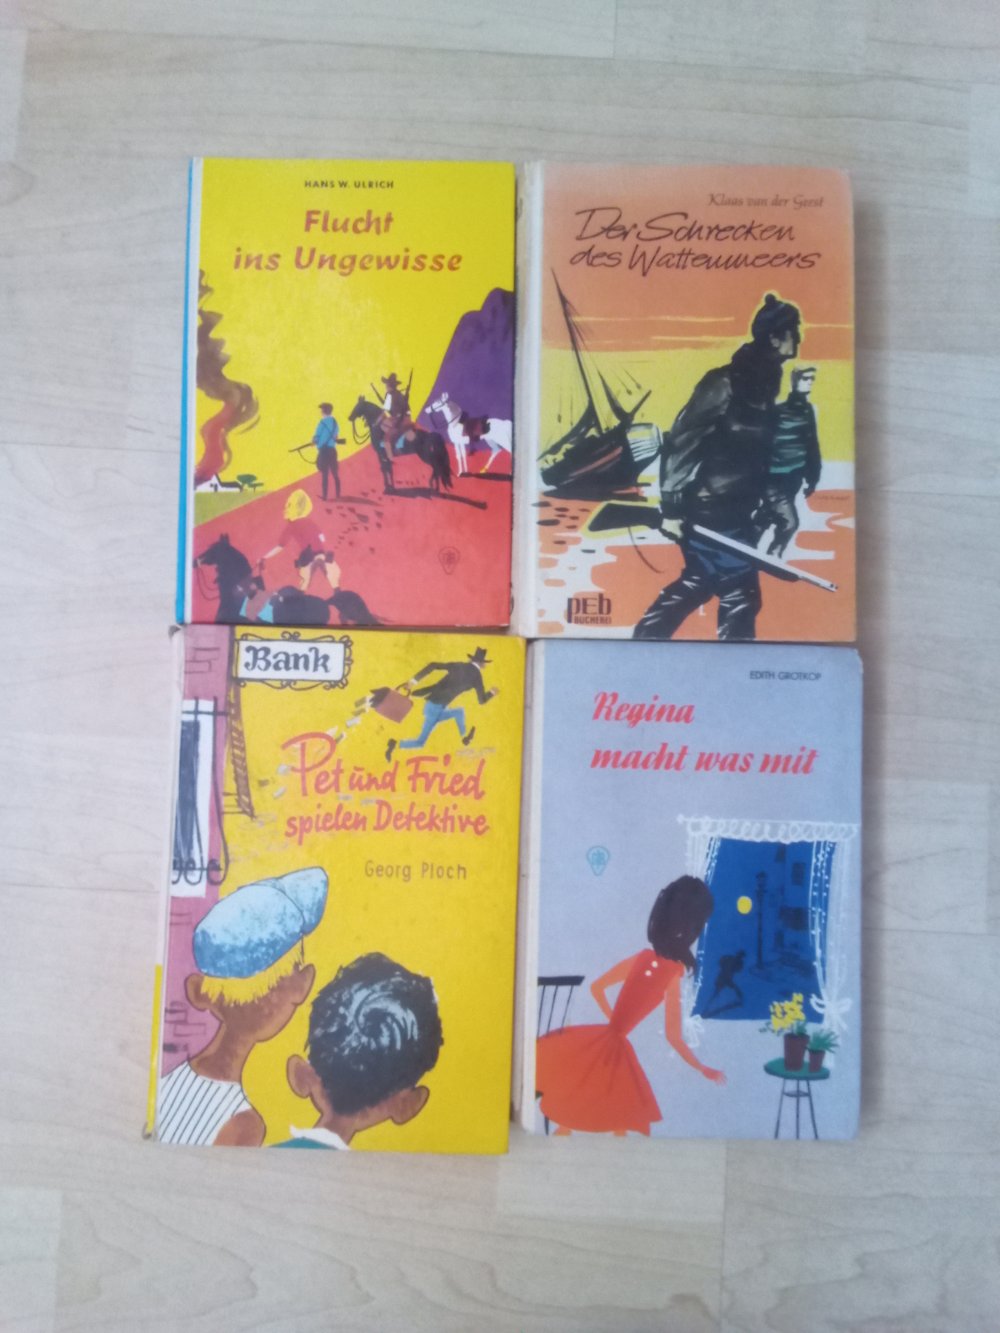 HANS W. ULRICH
Flucht
ins Ungewisse
Klaas van der Geest
Der Schrecken
des Wattenmeers
pEb
BÜCHEREI
Bank
Pet und Fried
spielen Detektive
Georg Ploch
EDITH GROTKOP
Regina
macht was mit